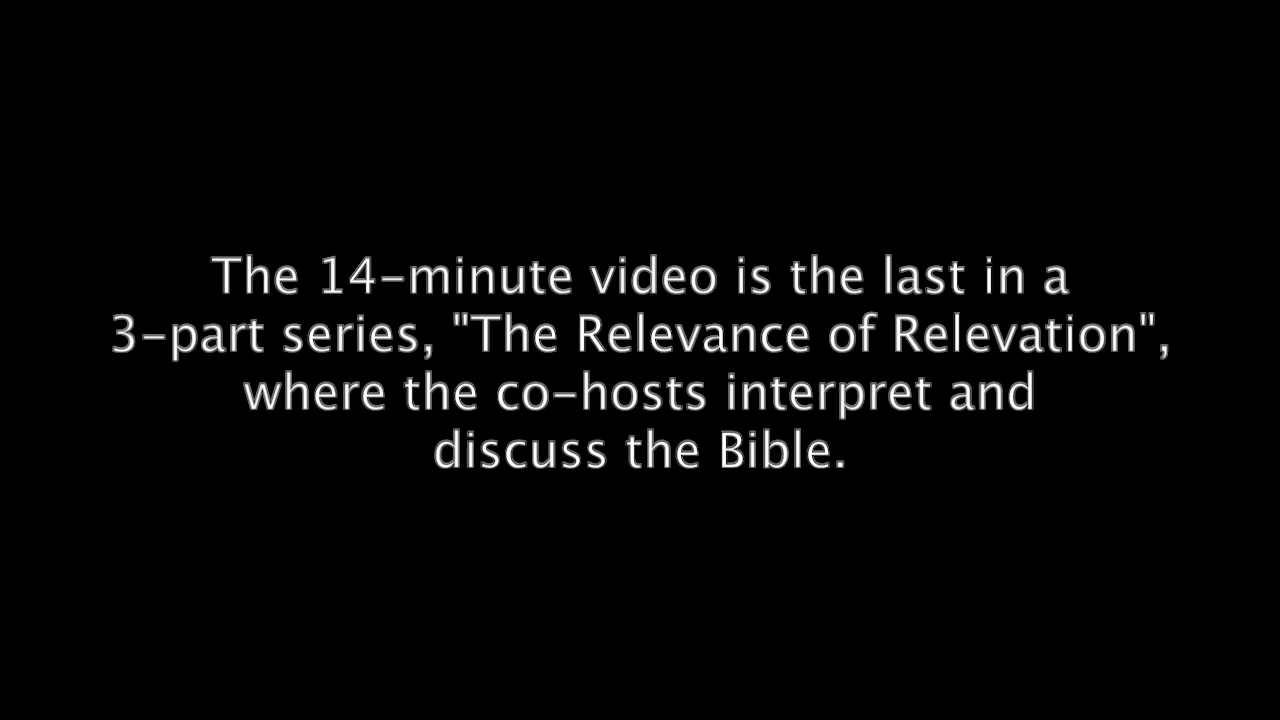 The 14-minute video is the last in a
3-part series, "The Relevance of Relevation",
where the co-hosts interpret and
discuss the Bible.